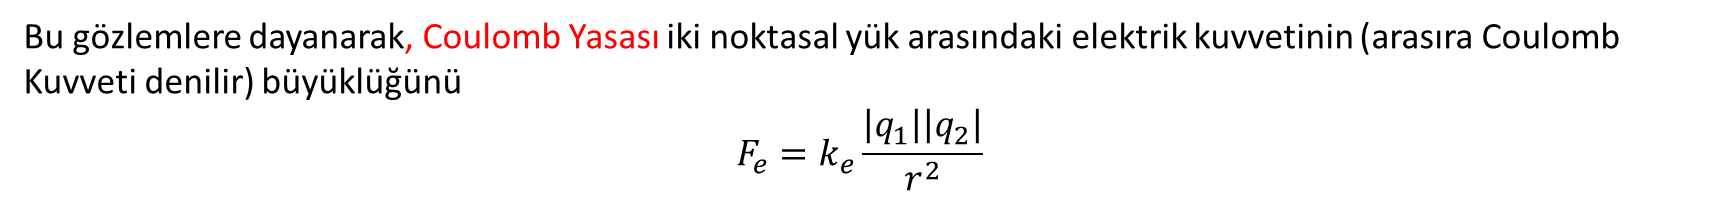 Bu gözlemlere dayanarak, Coulomb Yasası iki noktasal yük arasındaki elektrik kuvvetinin (arasıra Coulomb
Kuvveti denilir) büyüklüğünü
F_e = k_e |q_1||q_2| / r^2